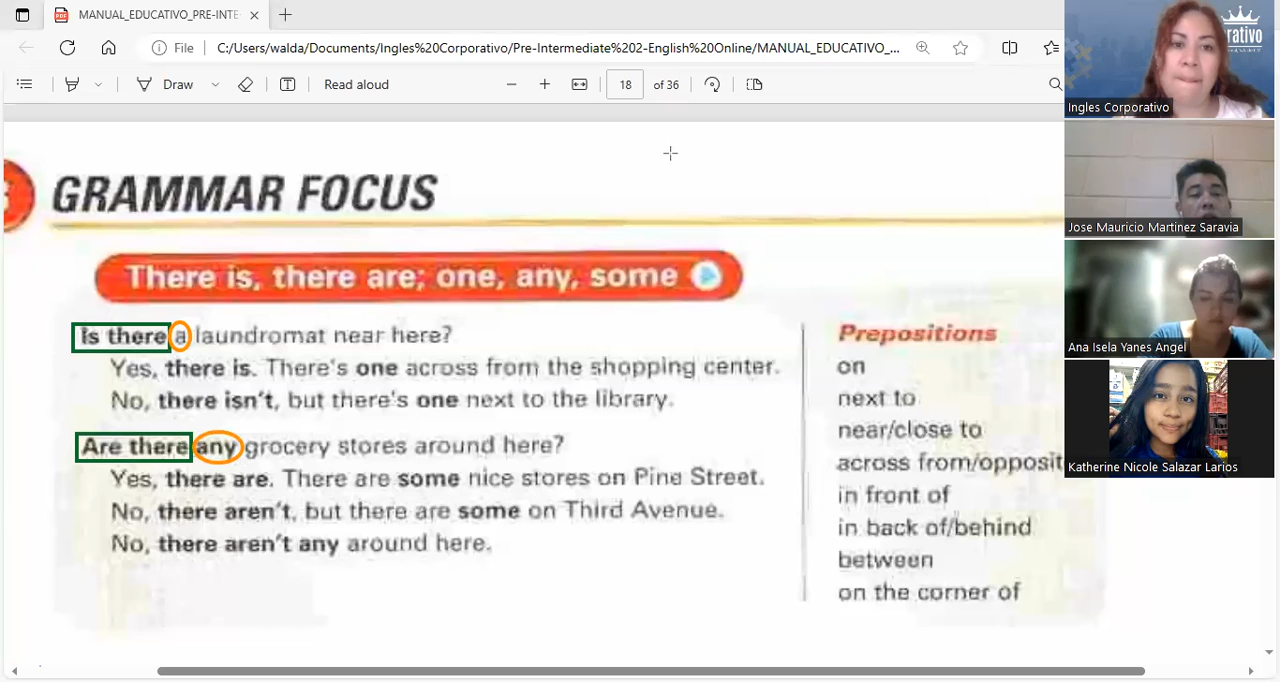 MANUAL_EDUCATIVO_PRE-INTE
File
C:/Users/walda/Documents/Ingles%20Corporativo/Pre-Intermediate%202-English%20Online/MANUAL_EDUCATIVO_...
Draw
Read aloud
18 of 36
GRAMMAR FOCUS
There is, there are; one, any, some
Is there a laundromat near here?
Yes, there is. There's one across from the shopping center.
No, there isn't, but there's one next to the library.
Are there any grocery stores around here?
Yes, there are. There are some nice stores on Pine Street.
No, there aren't, but there are some on Third Avenue.
No, there aren't any around here.
Prepositions
on
next to
near/close to
across from/opposit
in front of
in back of/behind
between
on the corner of
Ingles Corporativo
Jose Mauricio Martinez Saravia
Ana Isela Yanes Angel
Katherine Nicole Salazar Larios